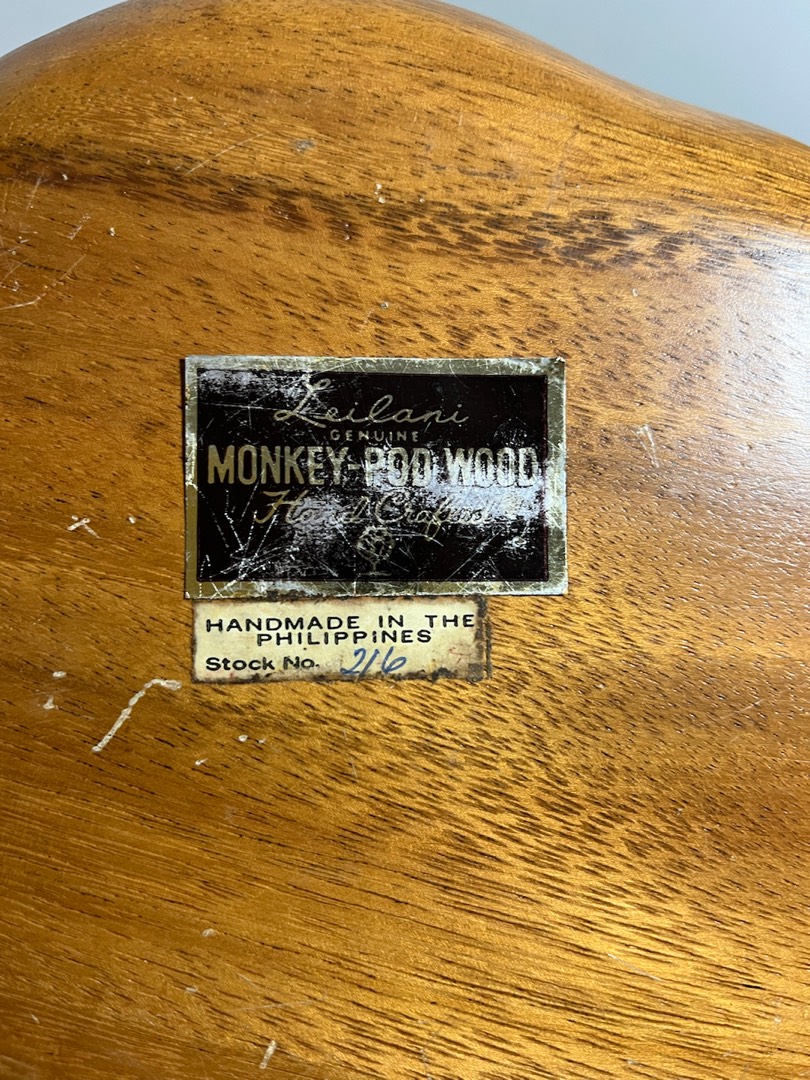 Leilani
GENUINE
MONKEY-POD WOOD
Hand Crafted
HANDMADE IN THE
PHILIPPINES
Stock No. 216